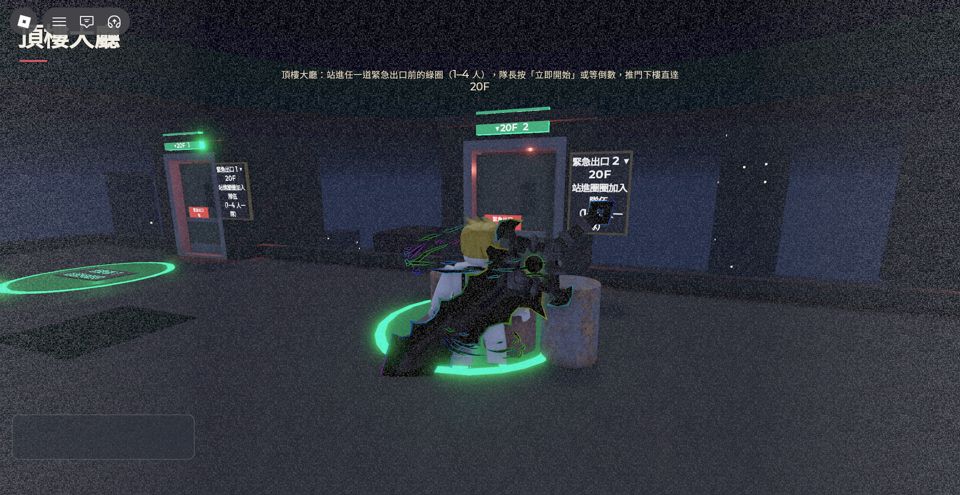 頂樓大廳
頂樓大廳：站進任一道緊急出口前的綠圈（1–4 人），隊長按「立即開始」或等倒數，推門下樓直達
20F
▾20F 1
▾20F 2
緊急出口 1 ▾
20F
站進圈圈加入
隊伍
(1–4 人一
隊)
緊急出口 2 ▾
20F
站進圈圈加入
隊伍